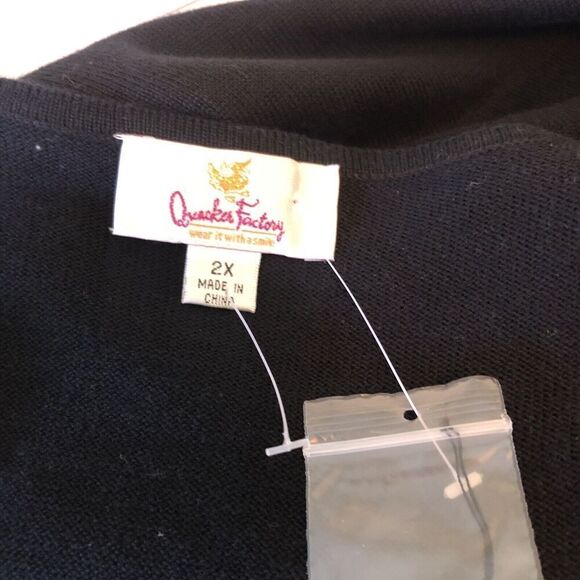 Quacker Factory
wear it with a smile
2X
MADE IN
CHINA